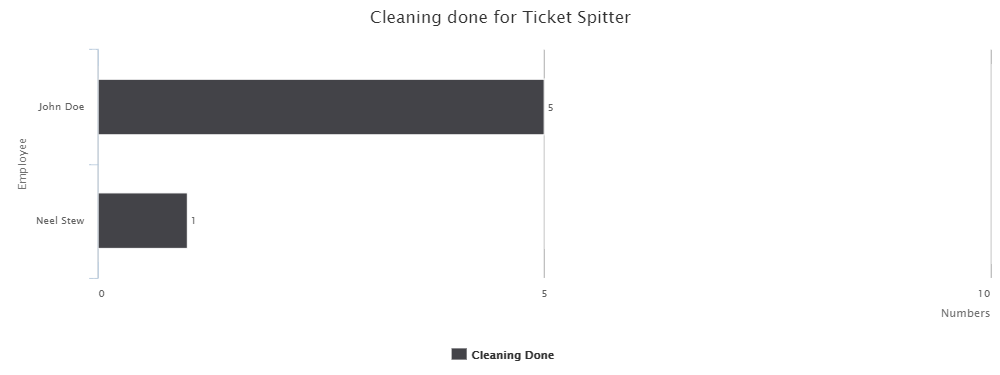 Cleaning done for Ticket Spitter
Employee
John Doe
5
Neel Stew
1
0 5 10
Numbers
Cleaning Done